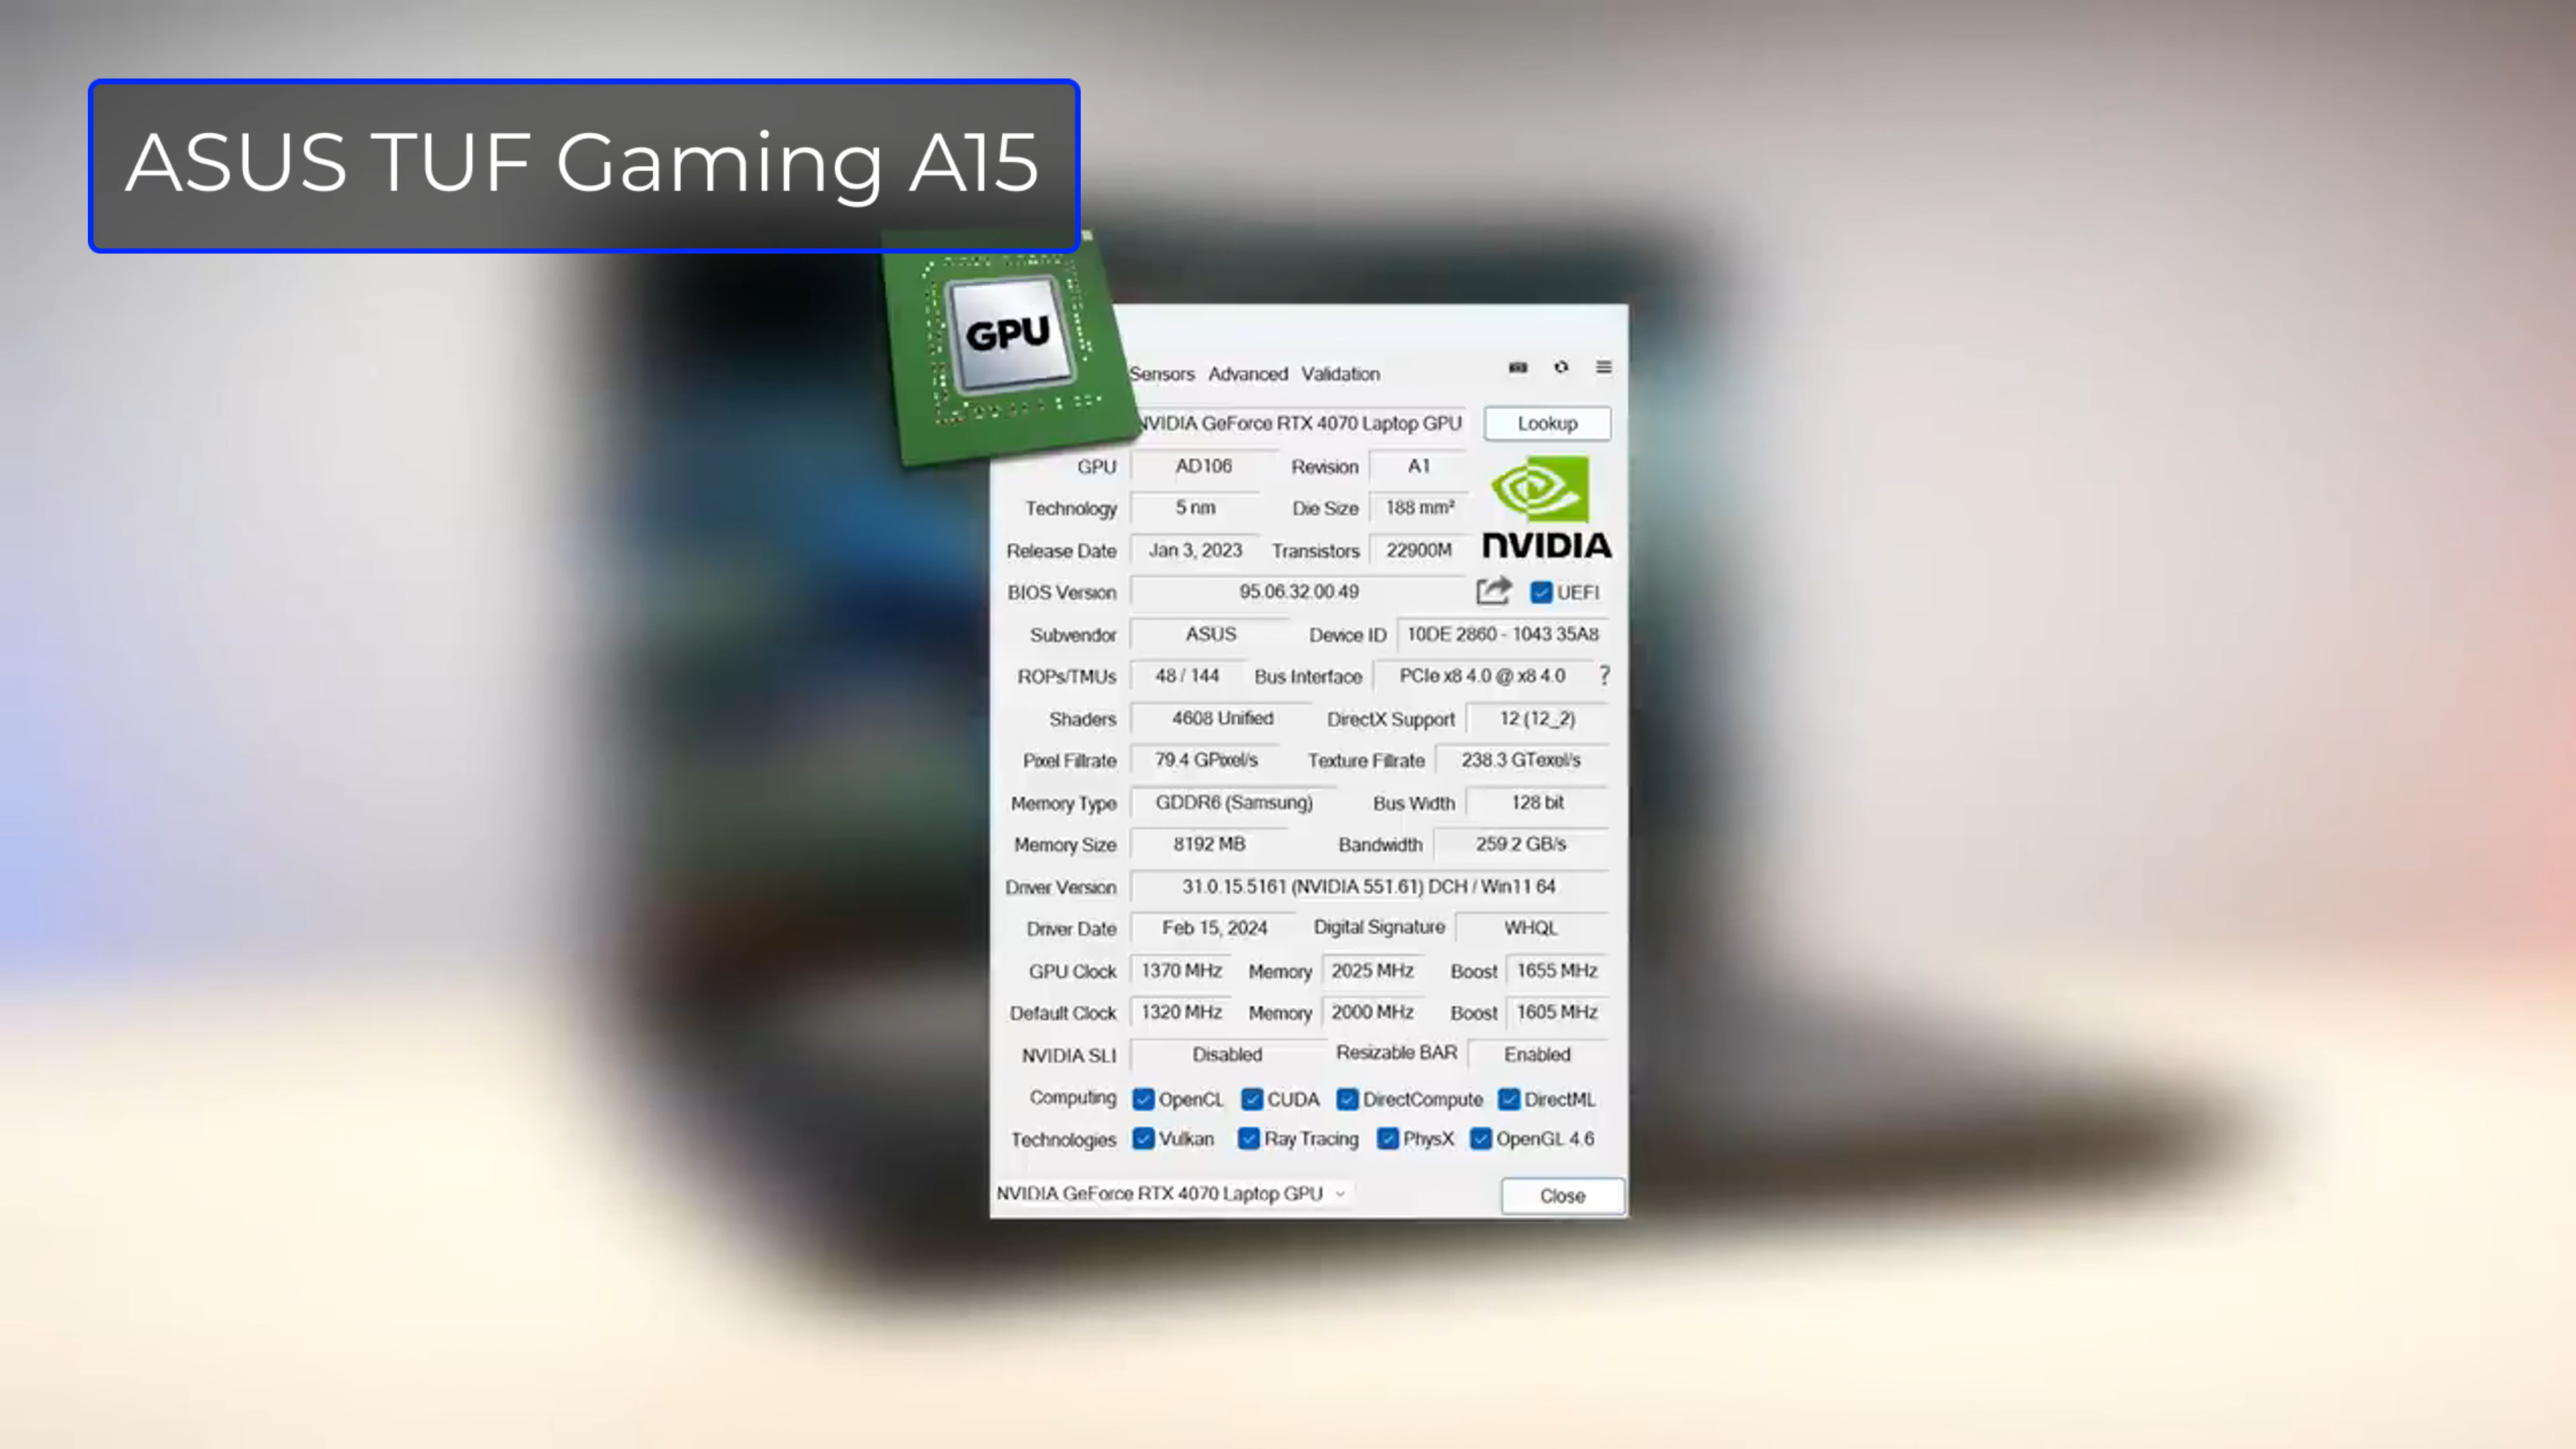 ASUS TUF Gaming A15
GPU
Sensors Advanced Validation
NVIDIA GeForce RTX 4070 Laptop GPU Lookup
GPU AD106 Revision A1
Technology 5 nm Die Size 188 mm²
Release Date Jan 3, 2023 Transistors 22900M
NVIDIA
BIOS Version 95.06.32.00.49 UEFI
Subvendor ASUS Device ID 10DE 2860 - 1043 35A8
ROPs/TMUs 48 / 144 Bus Interface PCIe x8 4.0 @ x8 4.0 ?
Shaders 4608 Unified DirectX Support 12 (12_2)
Pixel Fillrate 79.4 GPixel/s Texture Fillrate 238.3 GTexel/s
Memory Type GDDR6 (Samsung) Bus Width 128 bit
Memory Size 8192 MB Bandwidth 259.2 GB/s
Driver Version 31.0.15.5161 (NVIDIA 551.61) DCH / Win11 64
Driver Date Feb 15, 2024 Digital Signature WHQL
GPU Clock 1370 MHz Memory 2025 MHz Boost 1655 MHz
Default Clock 1320 MHz Memory 2000 MHz Boost 1605 MHz
NVIDIA SLI Disabled Resizable BAR Enabled
Computing OpenCL CUDA DirectCompute DirectML
Technologies Vulkan Ray Tracing PhysX OpenGL 4.6
NVIDIA GeForce RTX 4070 Laptop GPU Close